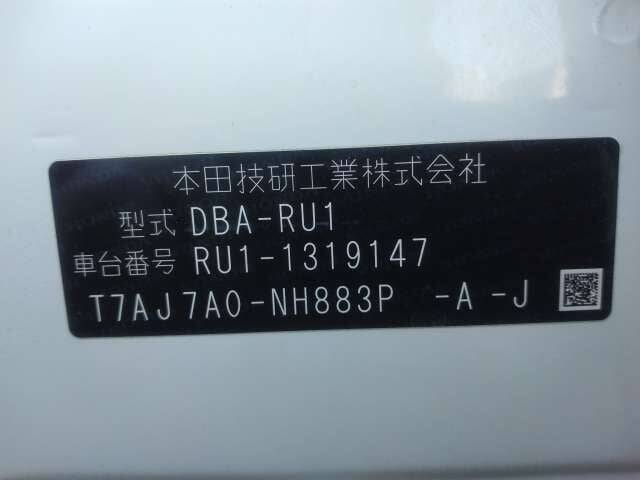 本田技研工業株式会社
型式 DBA-RU1
車台番号 RU1-1319147
T7AJ7A0-NH883P -A -J